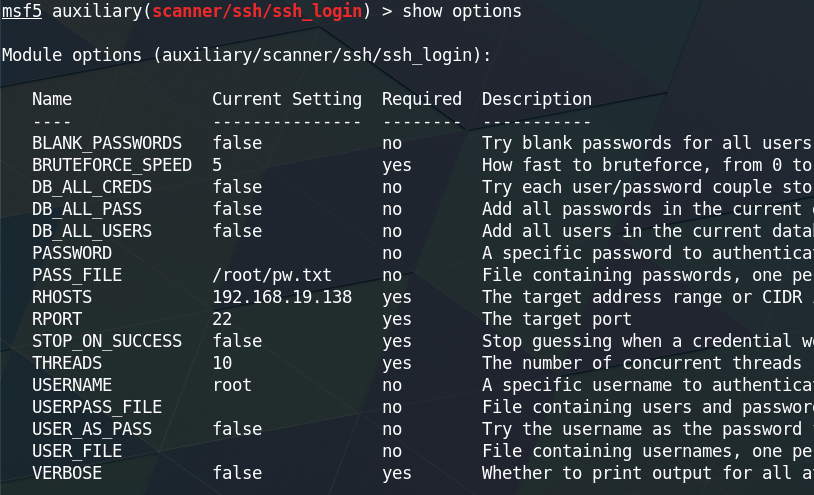 msf5 auxiliary(scanner/ssh/ssh_login) > show options
Module options (auxiliary/scanner/ssh/ssh_login):
Name Current Setting Required Description
---- --------------- -------- -----------
BLANK_PASSWORDS false no Try blank passwords for all users
BRUTEFORCE_SPEED 5 yes How fast to bruteforce, from 0 to
DB_ALL_CREDS false no Try each user/password couple sto
DB_ALL_PASS false no Add all passwords in the current
DB_ALL_USERS false no Add all users in the current datab
PASSWORD no A specific password to authenticat
PASS_FILE /root/pw.txt no File containing passwords, one pe
RHOSTS 192.168.19.138 yes The target address range or CIDR
RPORT 22 yes The target port
STOP_ON_SUCCESS false yes Stop guessing when a credential wo
THREADS 10 yes The number of concurrent threads
USERNAME root no A specific username to authenticat
USERPASS_FILE no File containing users and password
USER_AS_PASS false no Try the username as the password
USER_FILE no File containing usernames, one pe
VERBOSE false yes Whether to print output for all at